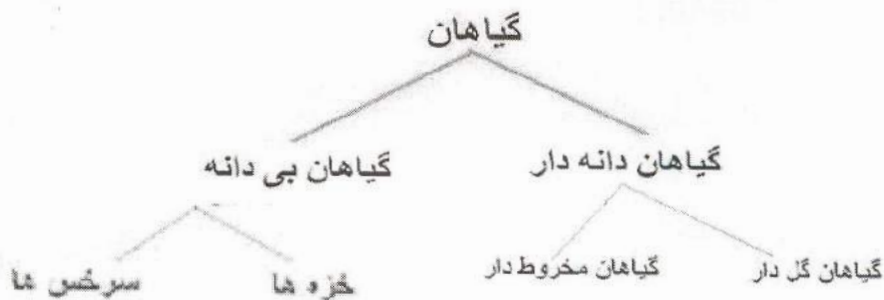 گیاهان
گیاهان دانه دار
گیاهان بی دانه
گیاهان گل دار
گیاهان مخروط دار
خزه ها
سرخس ها